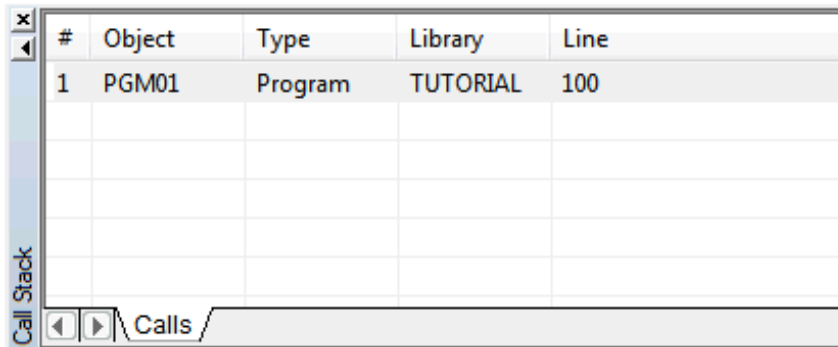 # Object Type Library Line
1 PGM01 Program TUTORIAL 100
Call Stack
Calls